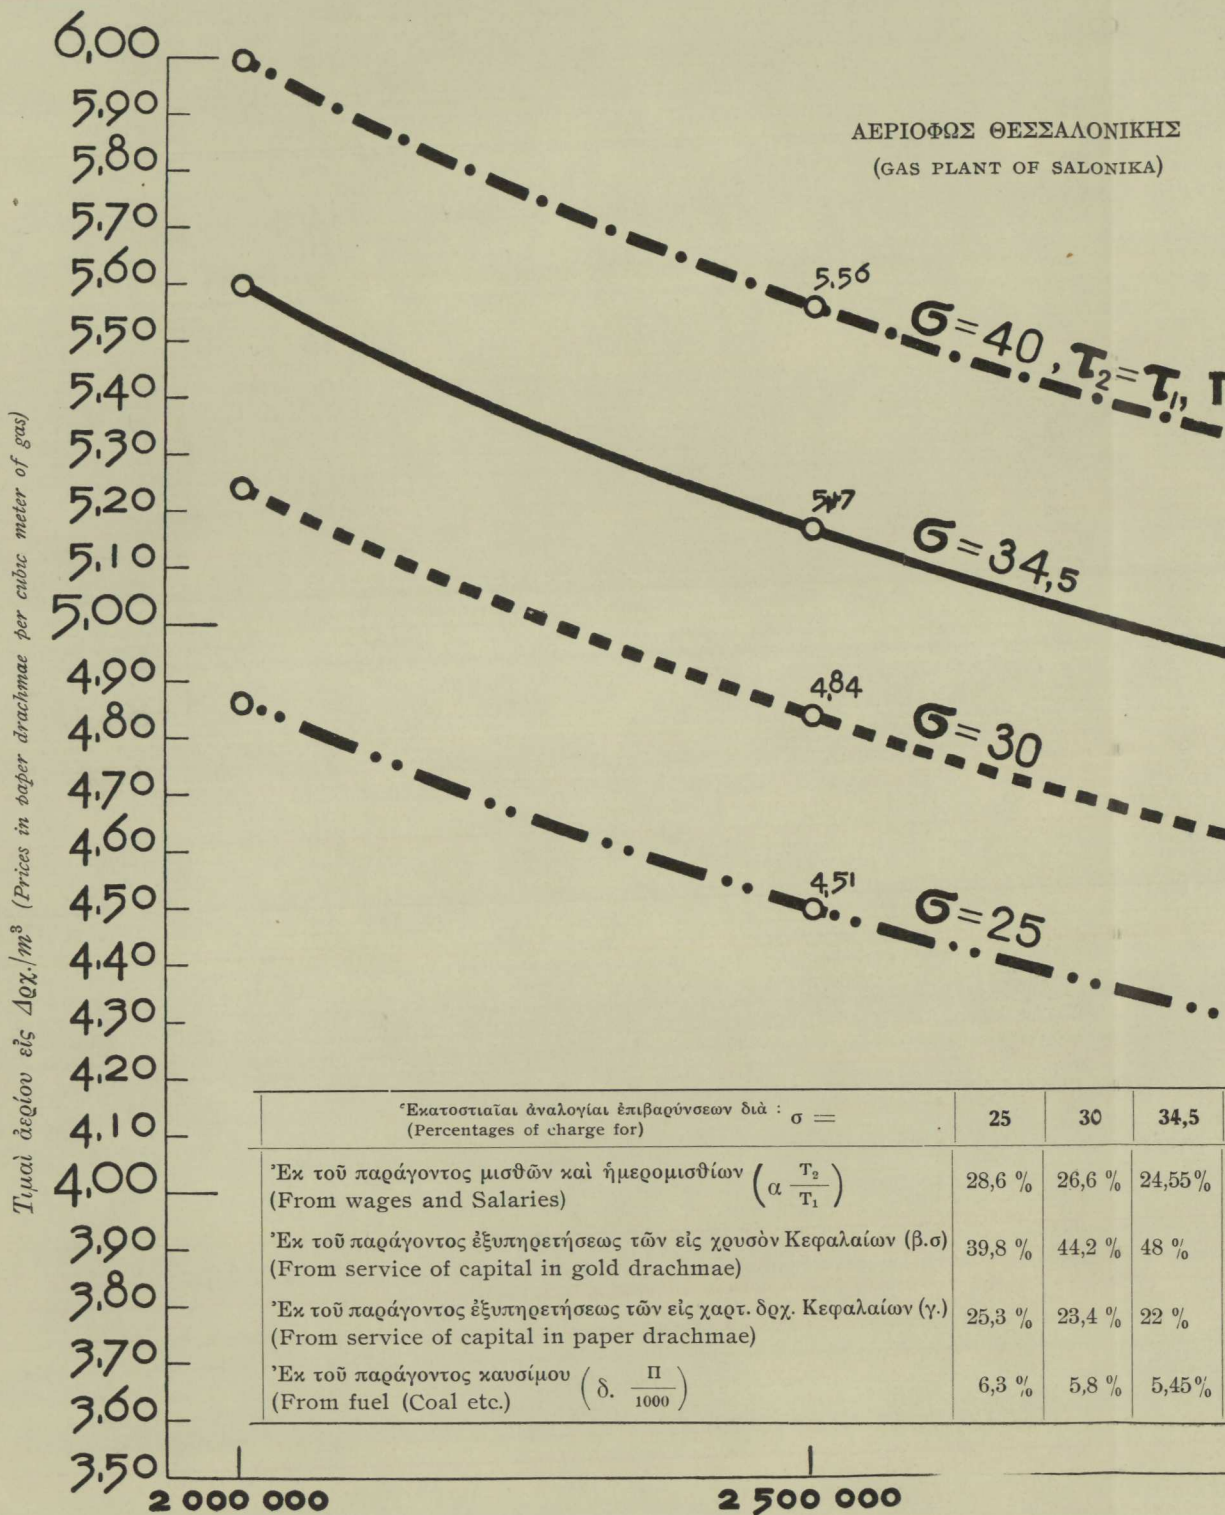 6,00
5,90
5,80
5,70
5,60
5,50
5,40
5,30
5,20
5,10
5,00
4,90
4,80
4,70
4,60
4,50
4,40
4,30
4,20
4,10
4,00
3,90
3,80
3,70
3,60
3,50
Τιμαὶ ἀερίου εἰς Δρχ./m³ (Prices in paper drachmae per cubic meter of gas)
ΑΕΡΙΟΦΩΣ ΘΕΣΣΑΛΟΝΙΚΗΣ
(GAS PLANT OF SALONIKA)
5.56
σ=40, τ₂=τ₁,
5,17
σ=34,5
4,84
σ=30
4,51
σ=25
Ἑκατοστιαῖαι ἀναλογίαι ἐπιβαρύνσεων διὰ : σ = 25 30 34,5
(Percentages of charge for)
Ἐκ τοῦ παράγοντος μισθῶν καὶ ἡμερομισθίων (α T₂/T₁) 28,6 % 26,6 % 24,55%
(From wages and Salaries)
Ἐκ τοῦ παράγοντος ἐξυπηρετήσεως τῶν εἰς χρυσὸν Κεφαλαίων (β.σ) 39,8 % 44,2 % 48 %
(From service of capital in gold drachmae)
Ἐκ τοῦ παράγοντος ἐξυπηρετήσεως τῶν εἰς χαρτ. δρχ. Κεφαλαίων (γ.) 25,3 % 23,4 % 22 %
(From service of capital in paper drachmae)
Ἐκ τοῦ παράγοντος καυσίμου (δ. Π/1000) 6,3 % 5,8 % 5,45%
(From fuel (Coal etc.)
2 000 000 2 500 000